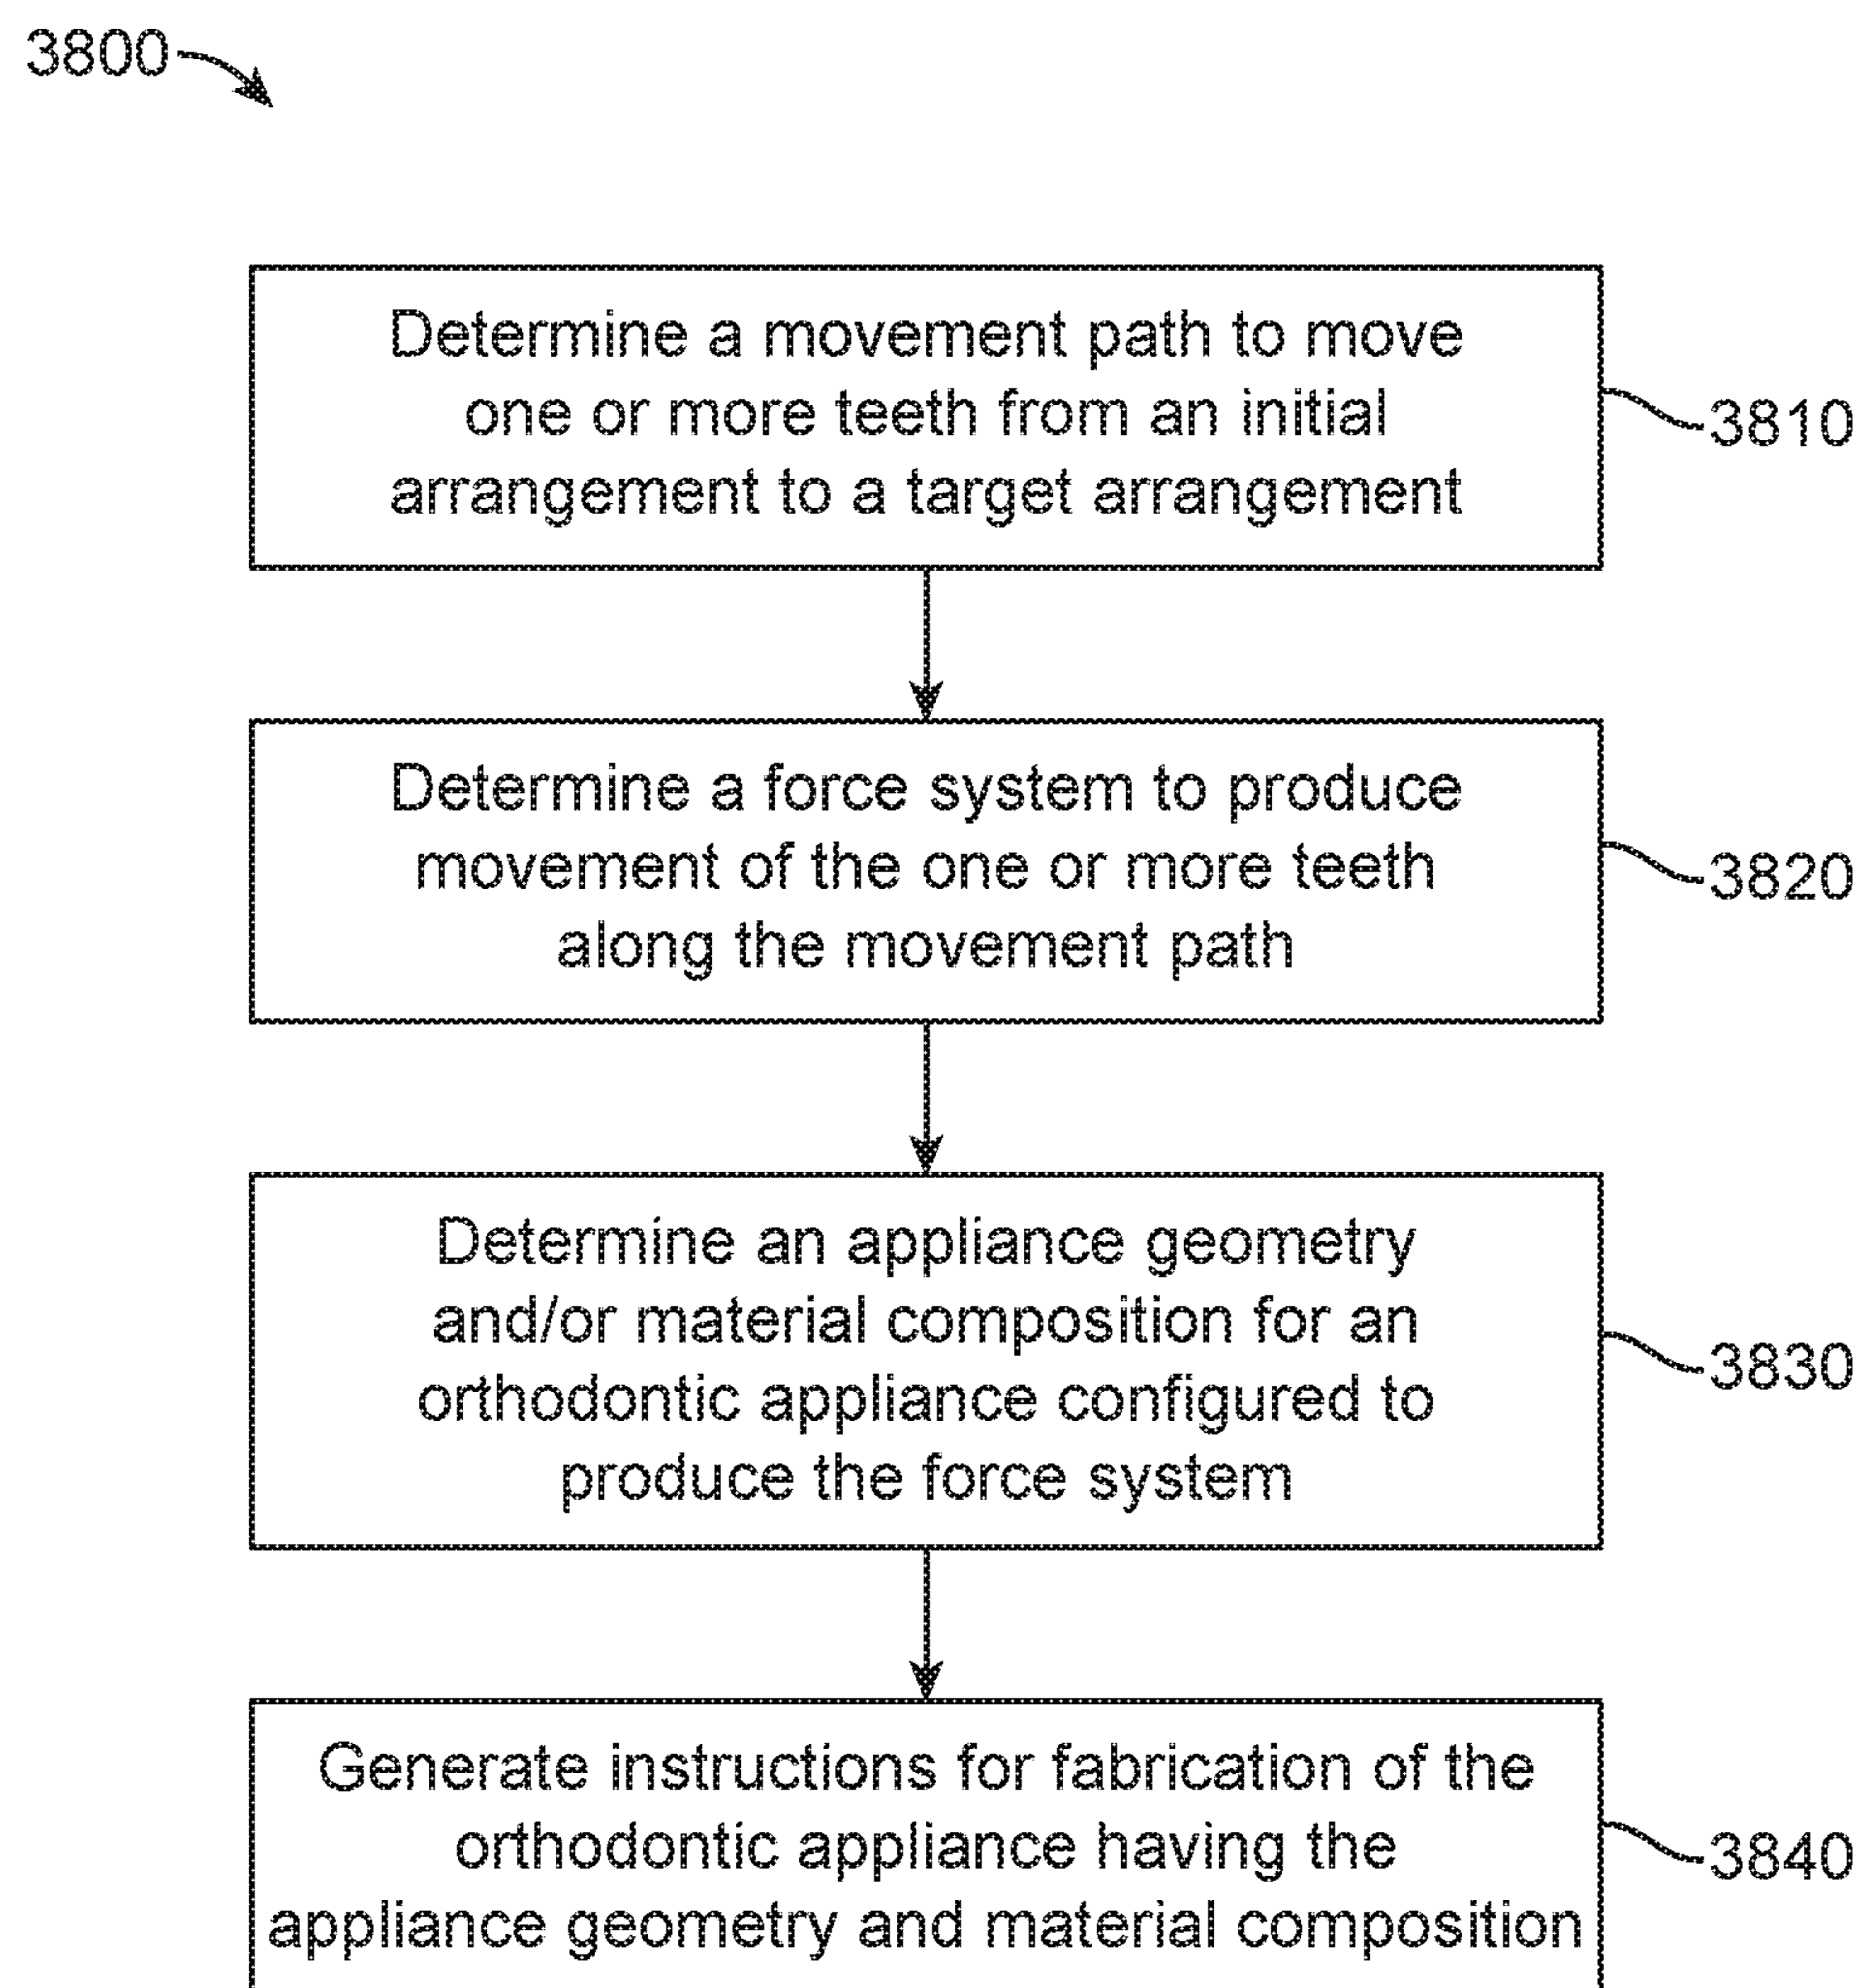 3800
Determine a movement path to move
one or more teeth from an initial
arrangement to a target arrangement
3810
Determine a force system to produce
movement of the one or more teeth
along the movement path
3820
Determine an appliance geometry
and/or material composition for an
orthodontic appliance configured to
produce the force system
3830
Generate instructions for fabrication of the
orthodontic appliance having the
appliance geometry and material composition
3840